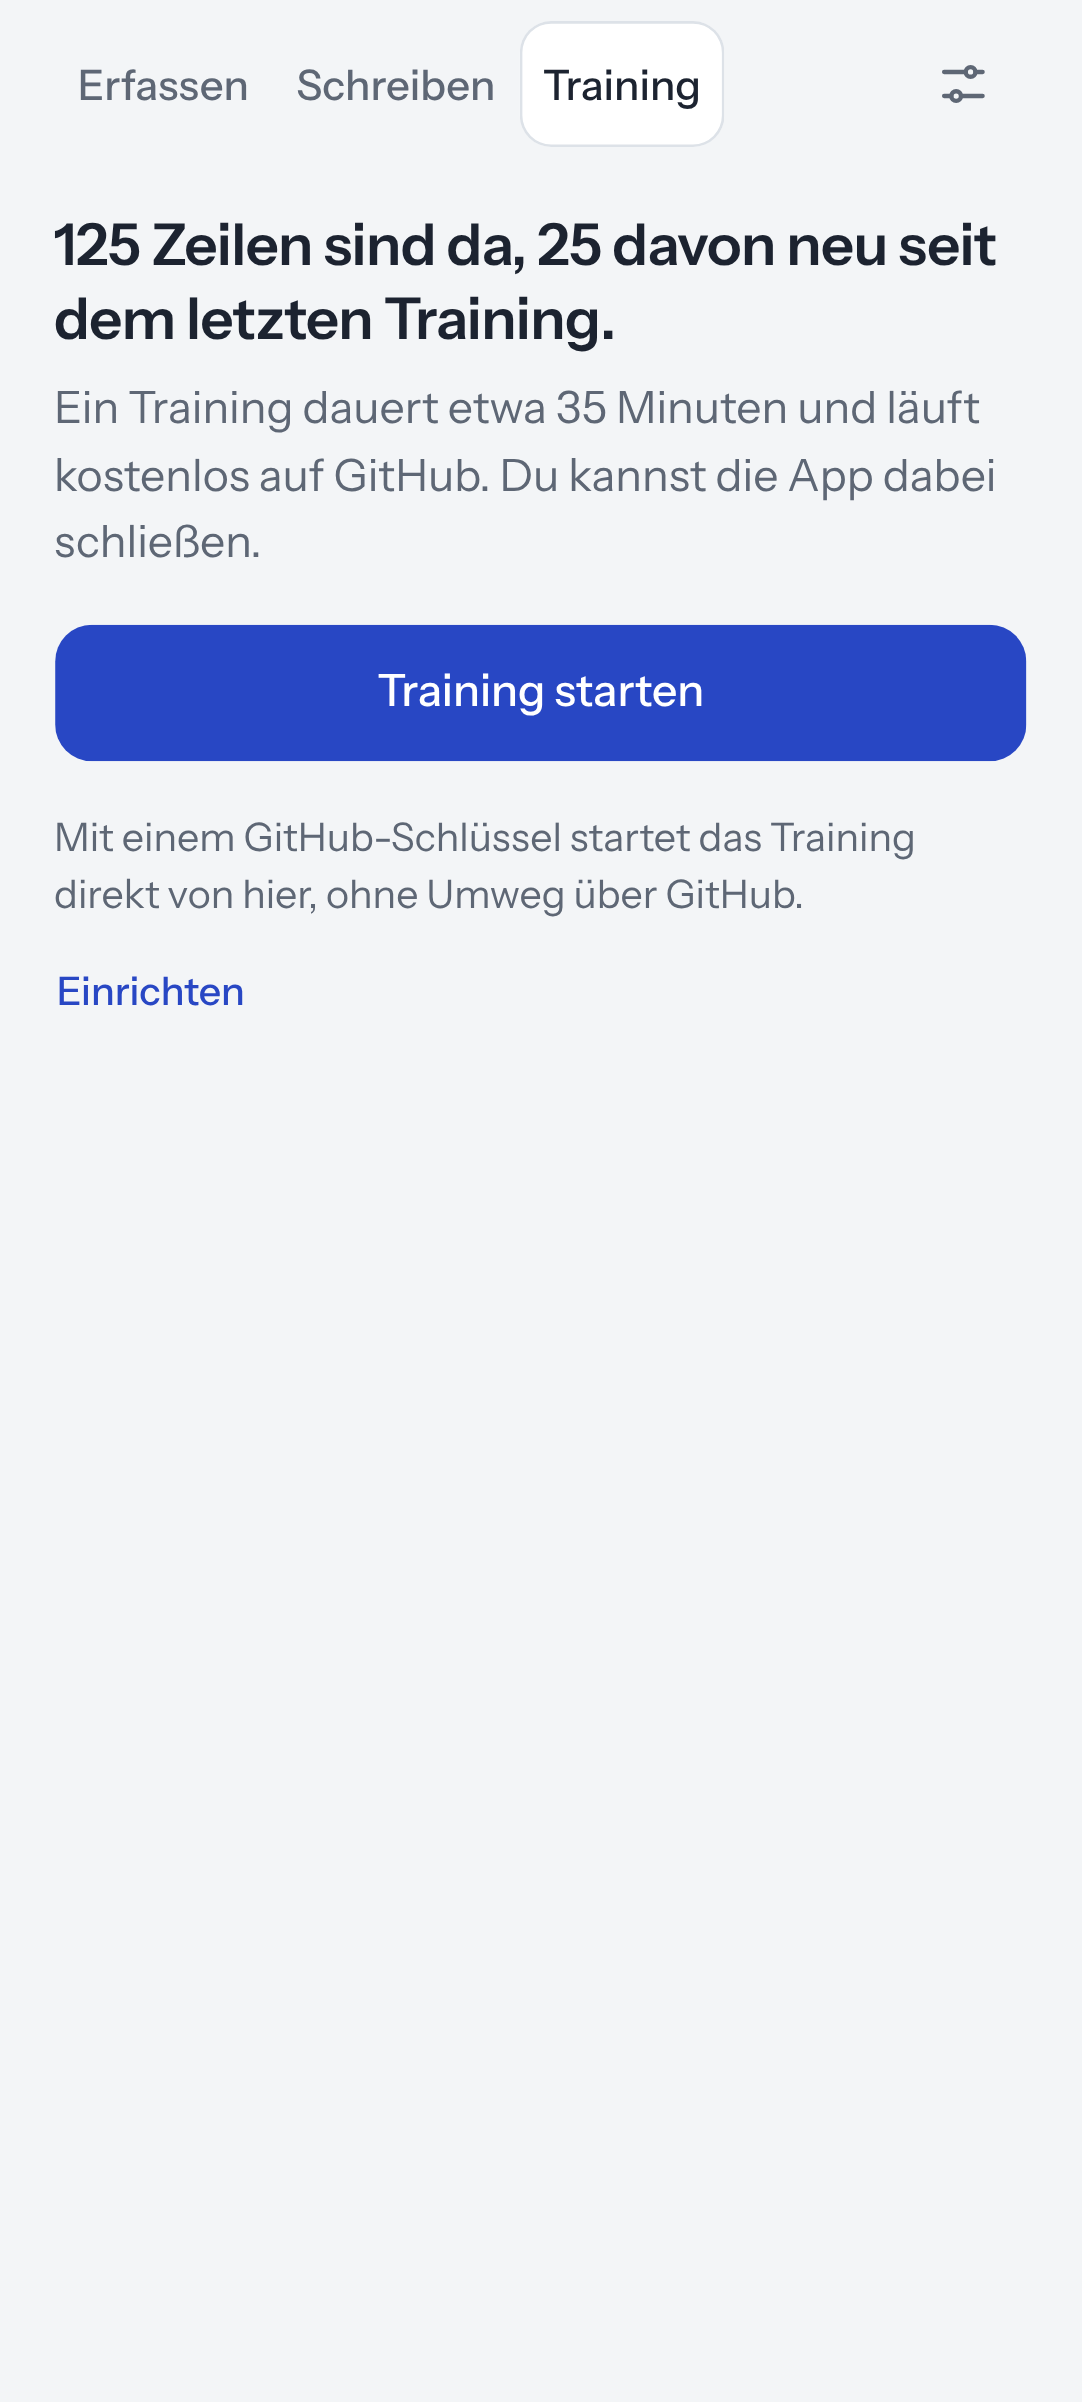 Erfassen Schreiben Training
125 Zeilen sind da, 25 davon neu seit
dem letzten Training.
Ein Training dauert etwa 35 Minuten und läuft
kostenlos auf GitHub. Du kannst die App dabei
schließen.
Training starten
Mit einem GitHub-Schlüssel startet das Training
direkt von hier, ohne Umweg über GitHub.
Einrichten